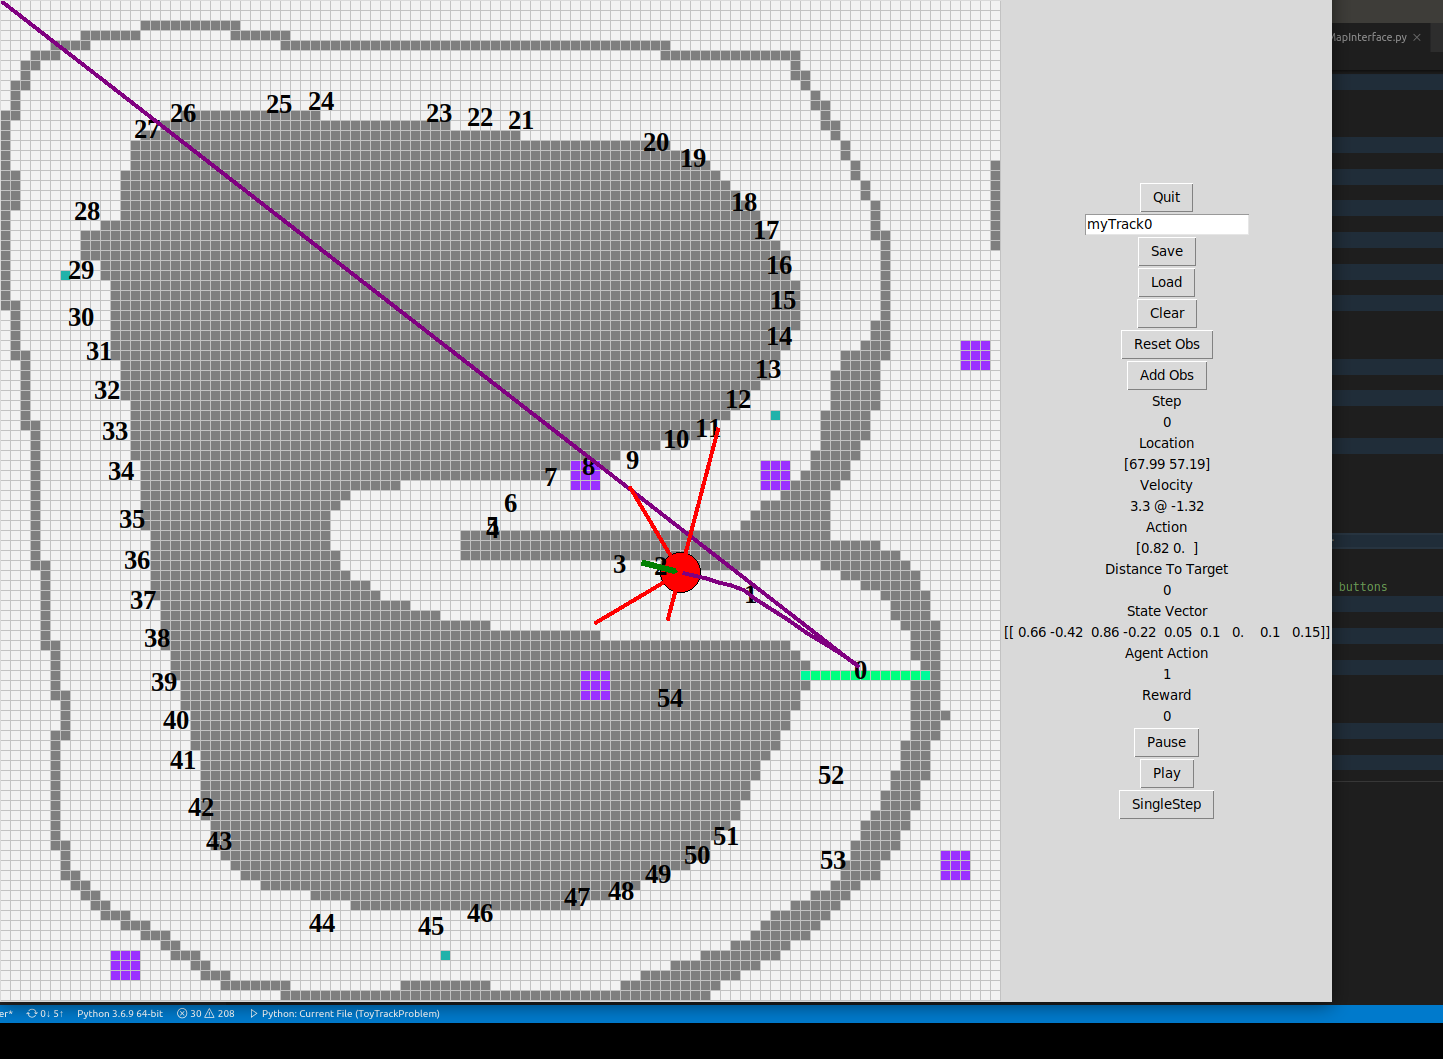 MapInterface.py ×
26
25
24
23
22
21
27
20
19
28
18
17
29
16
30
15
31
14
32
13
12
33
11
10
9
34
8
7
6
35
5
4
36
3
2
37
1
38
0
39
54
40
41
52
42
43
51
50
53
49
48
47
46
45
44
Quit
myTrack0
Save
Load
Clear
Reset Obs
Add Obs
Step
0
Location
[67.99 57.19]
Velocity
3.3 @ -1.32
Action
[0.82 0.  ]
Distance To Target
0
State Vector
[[ 0.66 -0.42  0.86 -0.22  0.05  0.1   0.    0.1   0.15]]
Agent Action
1
Reward
0
Pause
Play
SingleStep
buttons
er* 0↓ 5↑ Python 3.6.9 64-bit 30 208 Python: Current File (ToyTrackProblem)